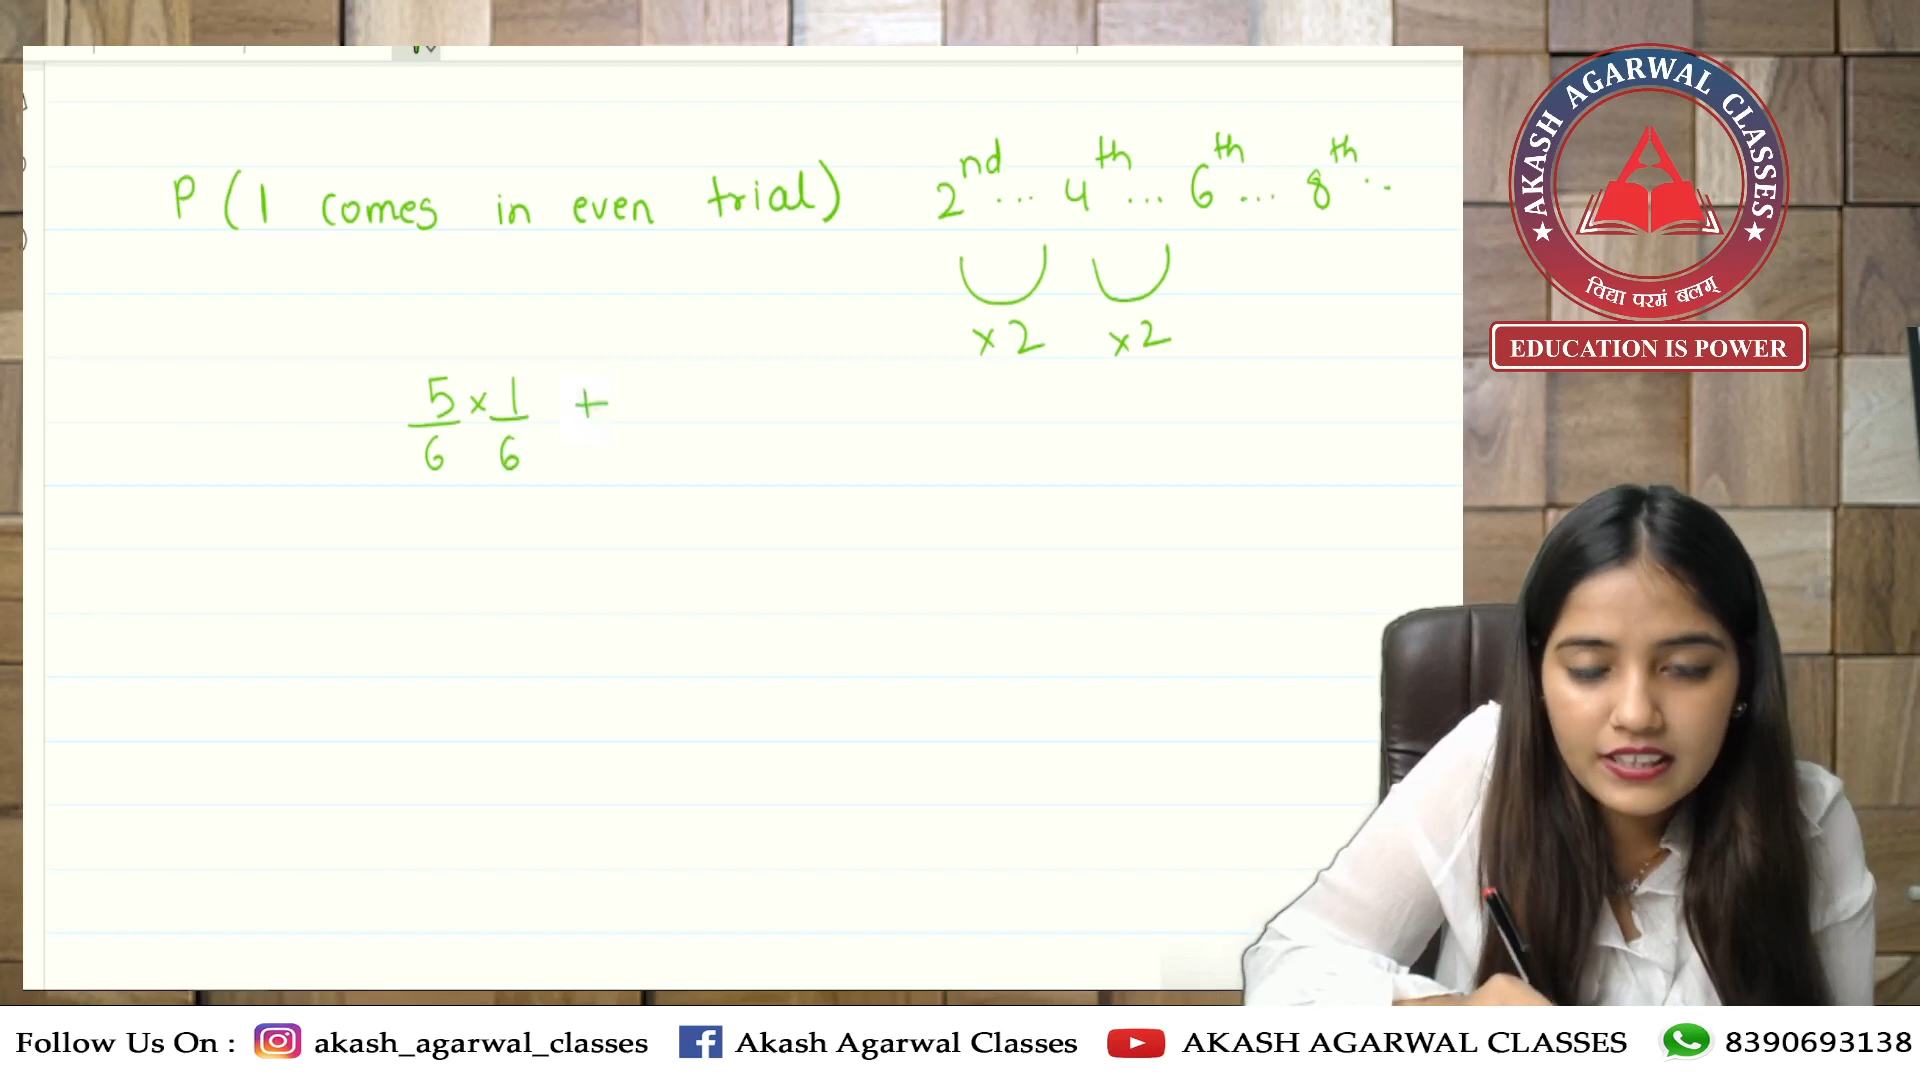 P (1 comes in even trial) 2nd ... 4th ... 6th ... 8th ..
×2 ×2
5/6 × 1/6 +
AKASH AGARWAL CLASSES
विद्या परमं बलम्
EDUCATION IS POWER
Follow Us On : akash_agarwal_classes Akash Agarwal Classes AKASH AGARWAL CLASSES 8390693138